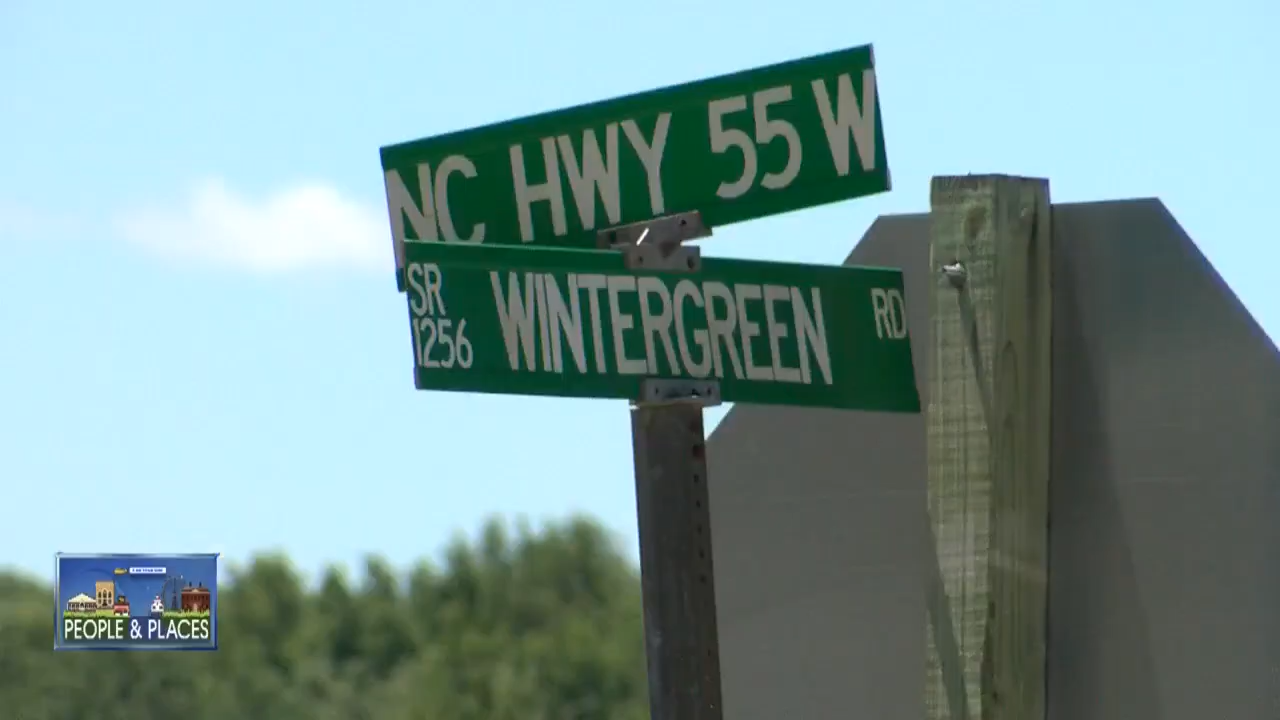 NC HWY 55 W
SR
1256
WINTERGREEN RD
PEOPLE & PLACES